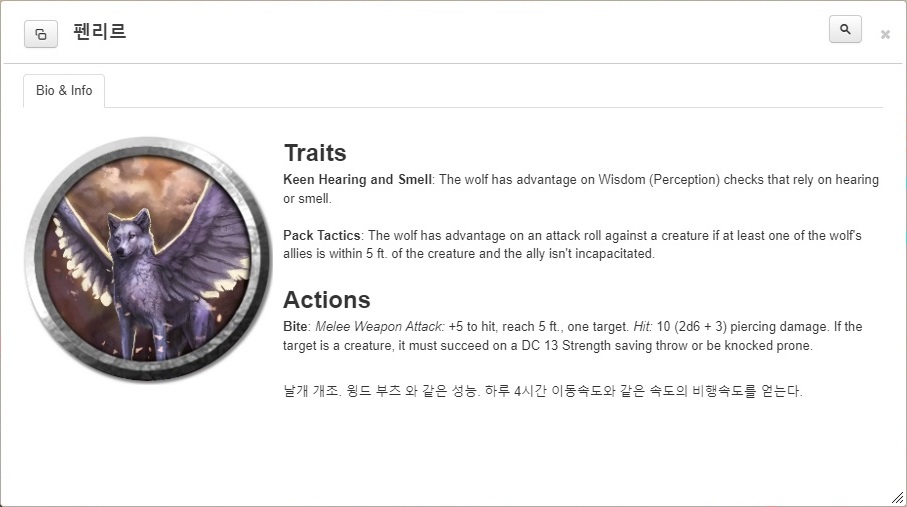 펜리르
Bio & Info
Traits
Keen Hearing and Smell: The wolf has advantage on Wisdom (Perception) checks that rely on hearing
or smell.
Pack Tactics: The wolf has advantage on an attack roll against a creature if at least one of the wolf's
allies is within 5 ft. of the creature and the ally isn't incapacitated.
Actions
Bite: Melee Weapon Attack: +5 to hit, reach 5 ft., one target. Hit: 10 (2d6 + 3) piercing damage. If the
target is a creature, it must succeed on a DC 13 Strength saving throw or be knocked prone.
날개 개조. 윙드 부츠 와 같은 성능. 하루 4시간 이동속도와 같은 속도의 비행속도를 얻는다.